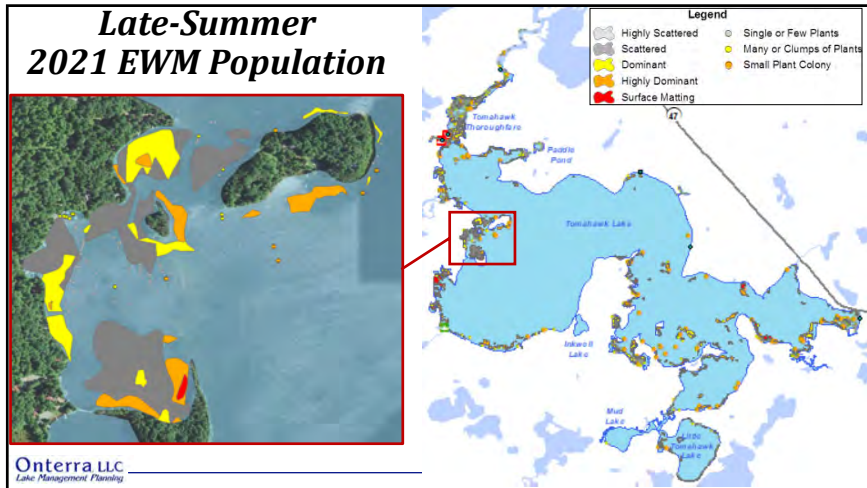 Late-Summer
2021 EWM Population
Legend
Highly Scattered
Scattered
Dominant
Highly Dominant
Surface Matting
Single or Few Plants
Many or Clumps of Plants
Small Plant Colony
47
Tomahawk
Thoroughfare
Paddle
Pond
Tomahawk Lake
Inkwell
Lake
Mud
Lake
Little
Tomahawk
Lake
Onterra LLC
Lake Management Planning